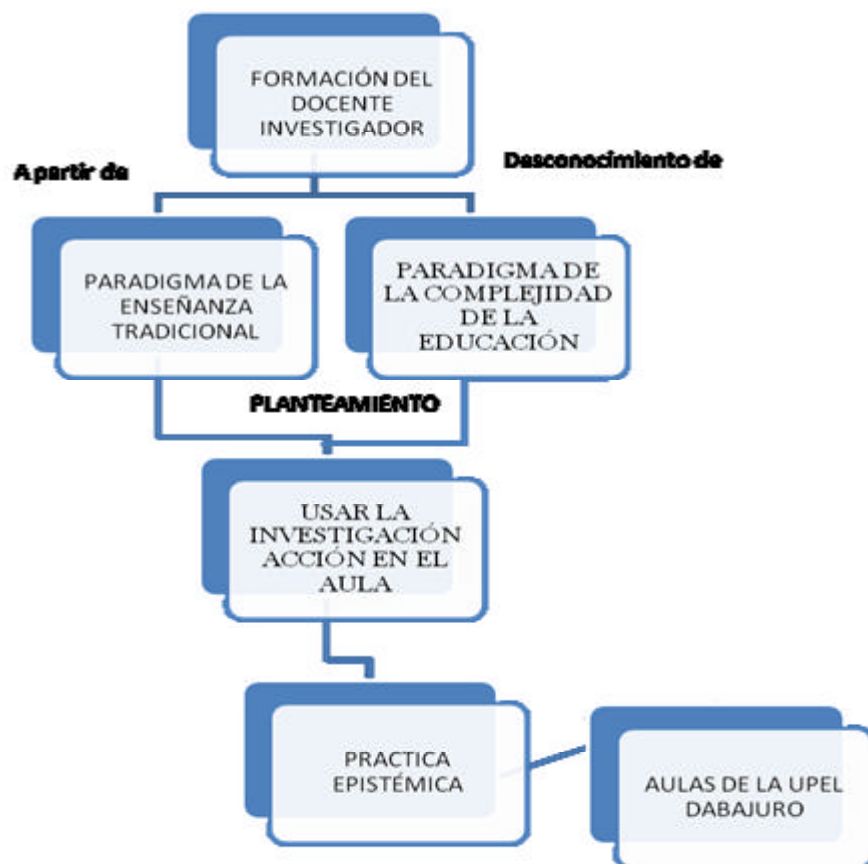 FORMACIÓN DEL
DOCENTE
INVESTIGADOR
A partir de
Desconocimiento de
PARADIGMA DE LA
ENSEÑANZA
TRADICIONAL
PARADIGMA DE
LA COMPLEJIDAD
DE LA
EDUCACIÓN
PLANTEAMIENTO
USAR LA
INVESTIGACIÓN
ACCIÓN EN EL
AULA
PRACTICA
EPISTÉMICA
AULAS DE LA UPEL
DABAJURO